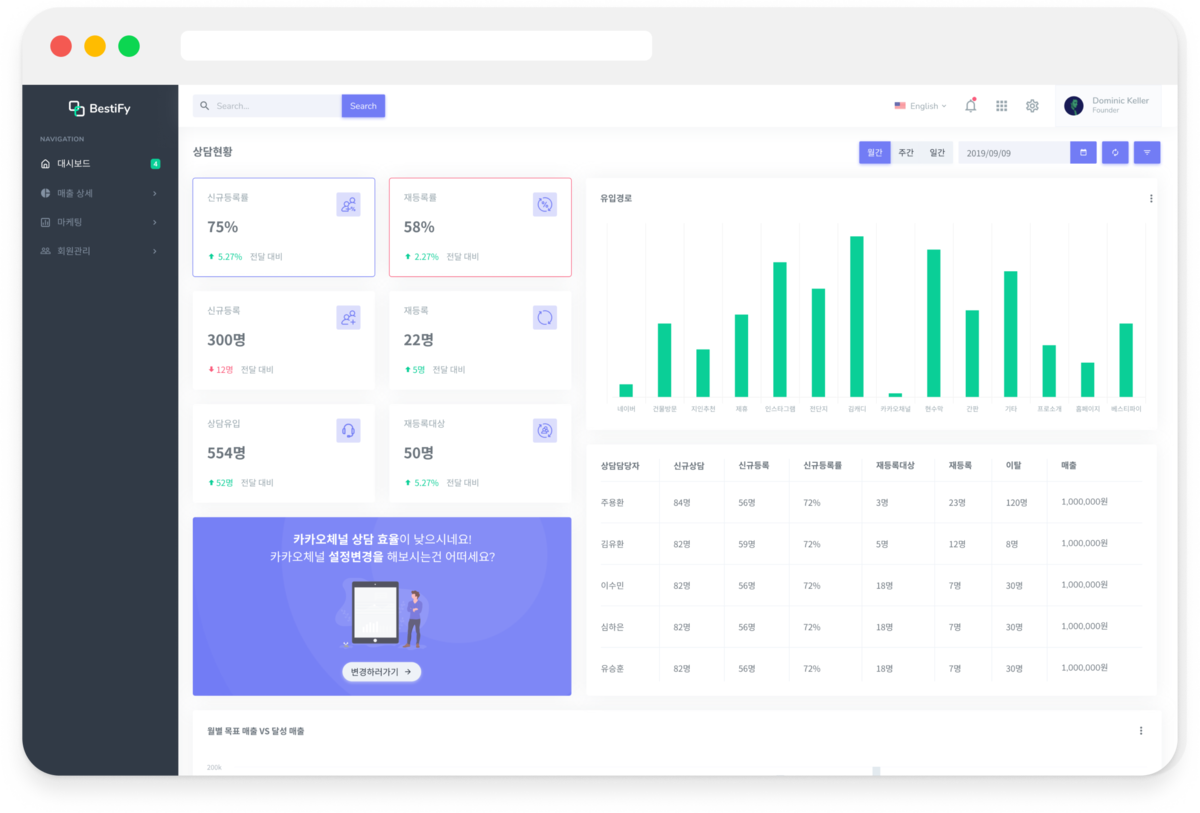 BestiFy
Search...
Search
English
Dominic Keller
Founder
NAVIGATION
대시보드 4
매출 상세
마케팅
회원관리
상담현황
월간 주간 일간 2019/09/09
신규등록률
75%
5.27% 전달 대비
재등록률
58%
2.27% 전달 대비
신규등록
300명
12명 전달 대비
재등록
22명
5명 전달 대비
상담유입
554명
52명 전달 대비
재등록대상
50명
5.27% 전달 대비
카카오채널 상담 효율이 낮으시네요!
카카오채널 설정변경을 해보시는건 어떠세요?
변경하러가기
유입경로
네이버 건물방문 지인추천 제휴 인스타그램 전단지 김캐디 카카오채널 현수막 간판 기타 프로소개 홈페이지 베스티파이
상담담당자 신규상담 신규등록 신규등록률 재등록대상 재등록 이탈 매출
주용환 84명 56명 72% 3명 23명 120명 1,000,000원
김유환 82명 59명 72% 5명 12명 8명 1,000,000원
이수민 82명 56명 72% 18명 7명 30명 1,000,000원
심하은 82명 56명 72% 18명 7명 30명 1,000,000원
유승훈 82명 56명 72% 18명 7명 30명 1,000,000원
월별 목표 매출 VS 달성 매출
200k